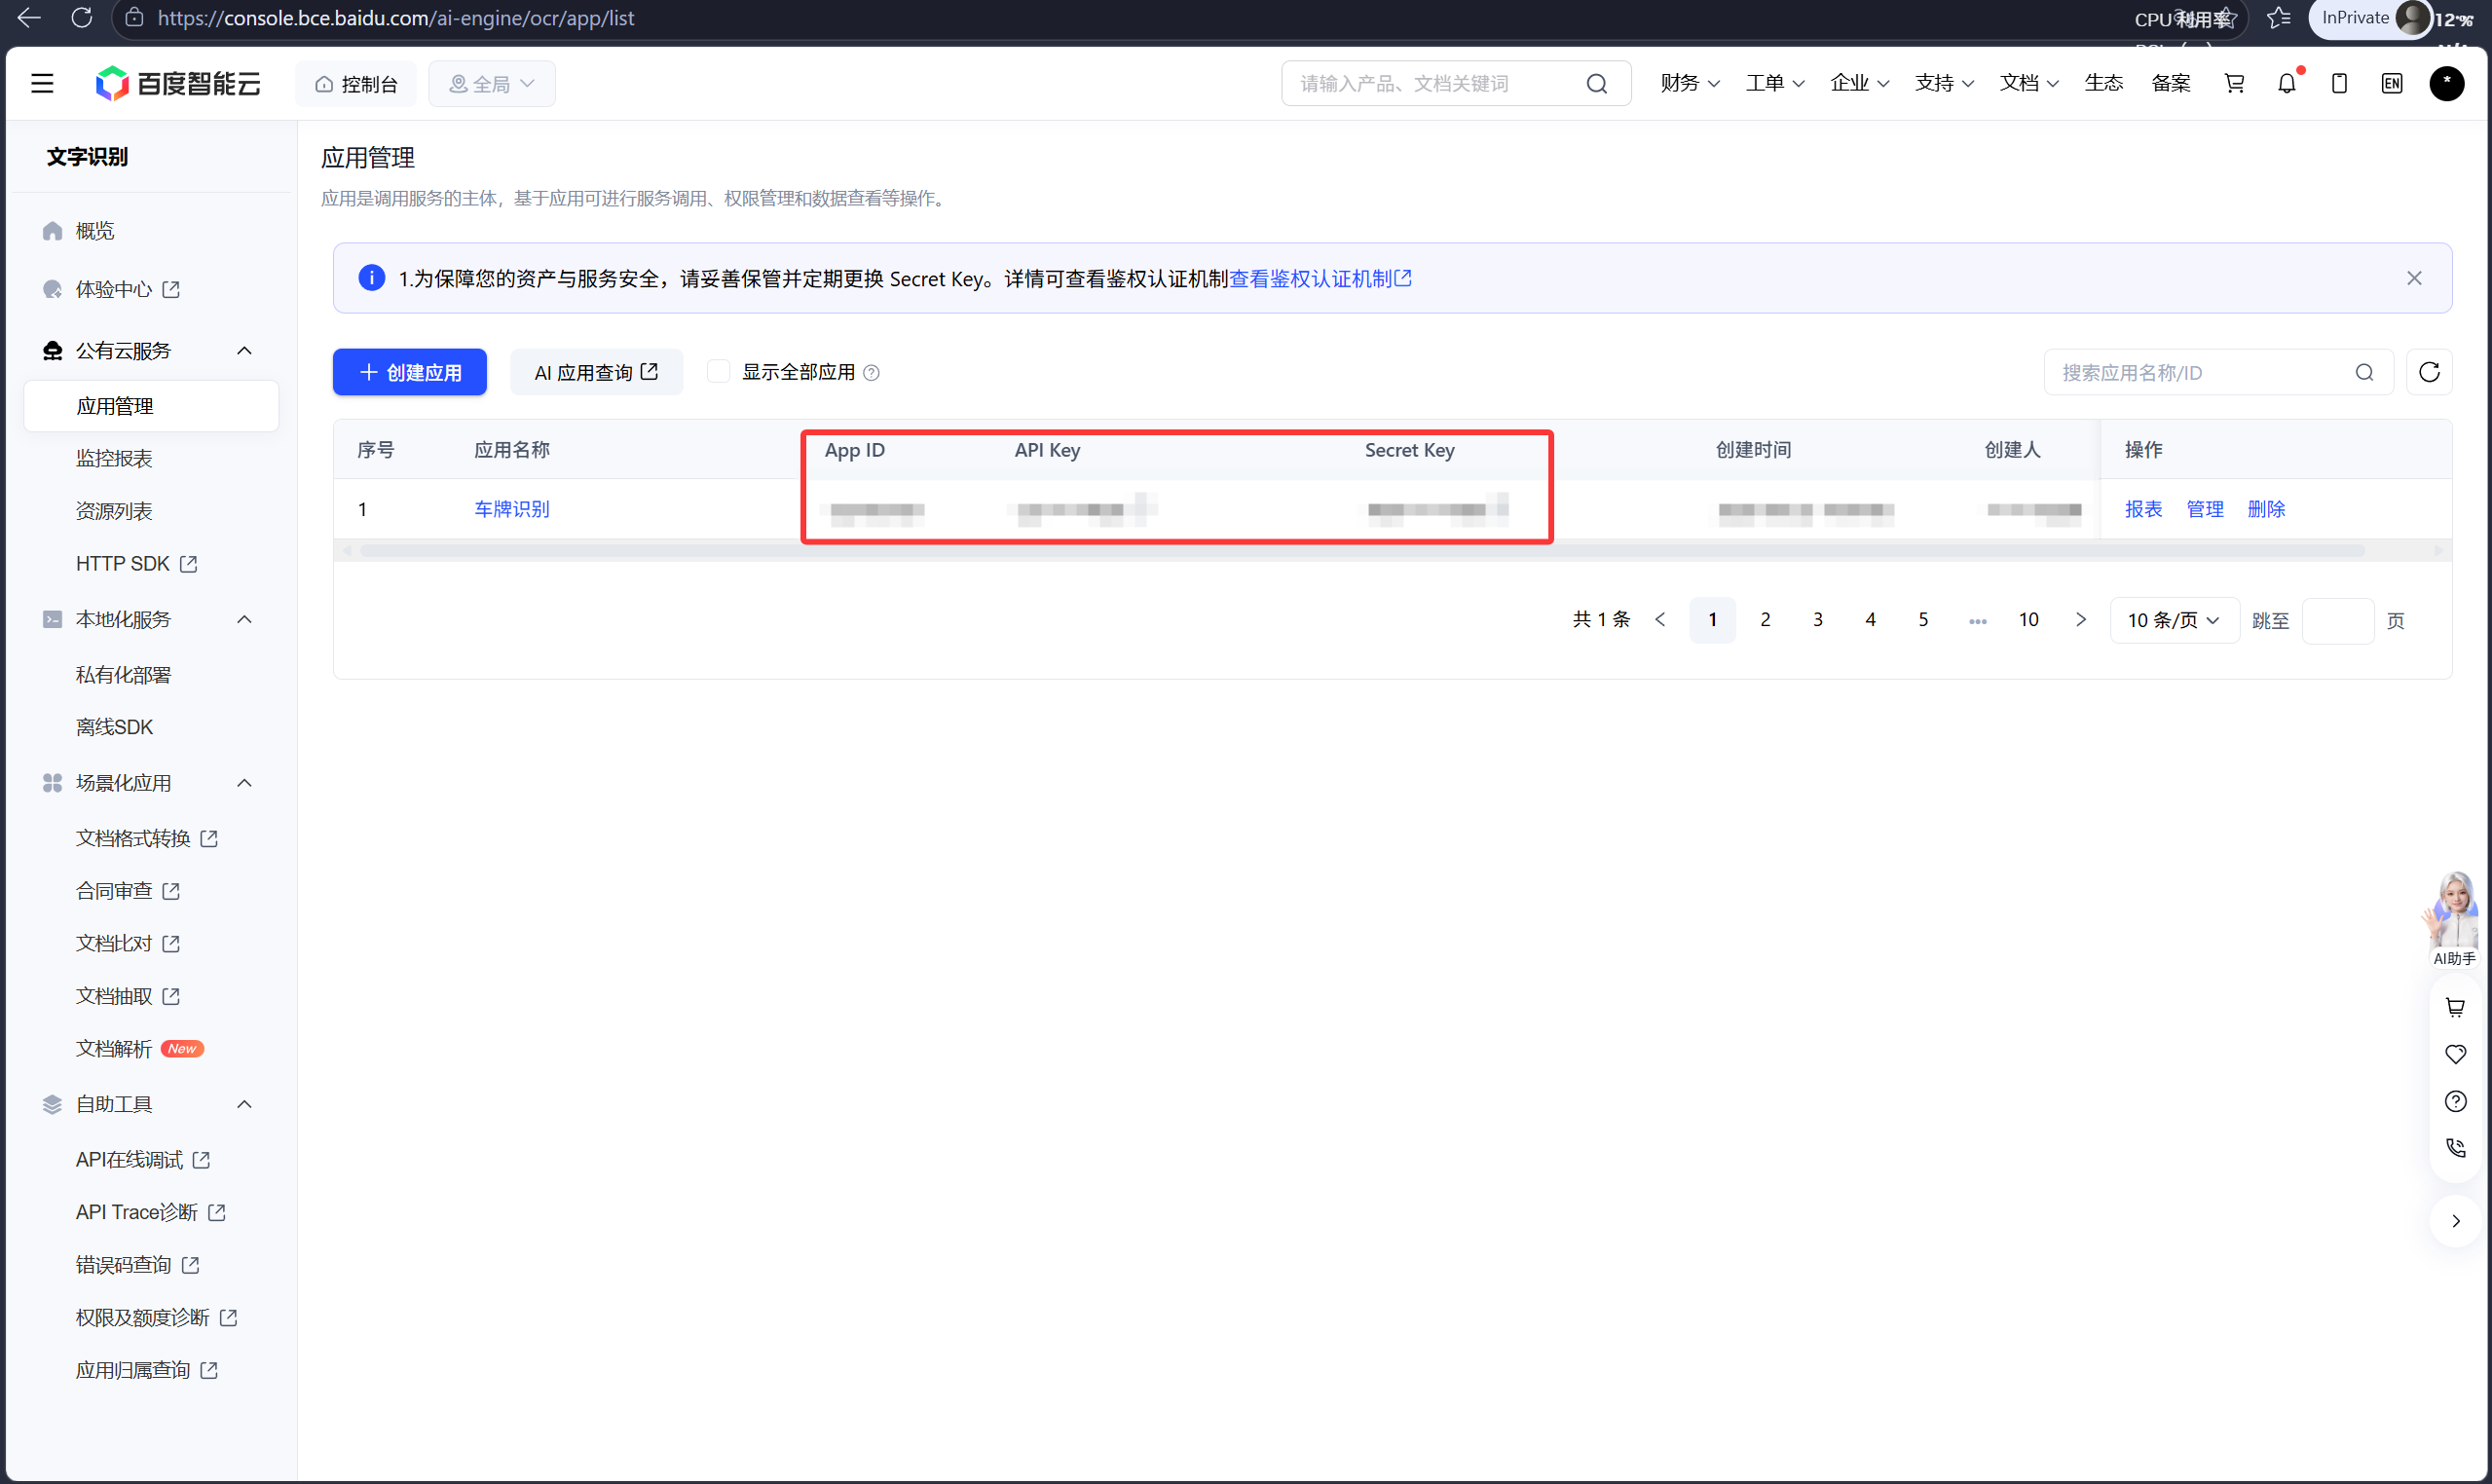 https://console.bce.baidu.com/ai-engine/ocr/app/list
CPU 利用率
InPrivate
12%
百度智能云
控制台
全局
请输入产品、文档关键词
财务
工单
企业
支持
文档
生态
备案
EN
文字识别
概览
体验中心
公有云服务
应用管理
监控报表
资源列表
HTTP SDK
本地化服务
私有化部署
离线SDK
场景化应用
文档格式转换
合同审查
文档比对
文档抽取
文档解析 New
自助工具
API在线调试
API Trace诊断
错误码查询
权限及额度诊断
应用归属查询
应用管理
应用是调用服务的主体，基于应用可进行服务调用、权限管理和数据查看等操作。
1.为保障您的资产与服务安全，请妥善保管并定期更换 Secret Key。详情可查看鉴权认证机制查看鉴权认证机制
创建应用
AI 应用查询
显示全部应用
搜索应用名称/ID
序号 应用名称 App ID API Key Secret Key 创建时间 创建人 操作
1 车牌识别 报表 管理 删除
共 1 条 1 2 3 4 5 ••• 10 10 条/页 跳至 页
AI助手